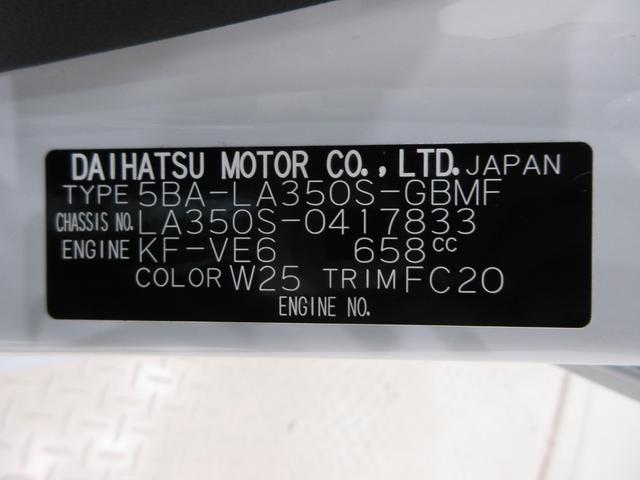 DAIHATSU MOTOR CO., LTD. JAPAN
TYPE 5BA-LA350S-GBMF
CHASSIS NO. LA350S-0417833
ENGINE KF-VE6 658cc
COLOR W25 TRIM FC20
ENGINE NO.